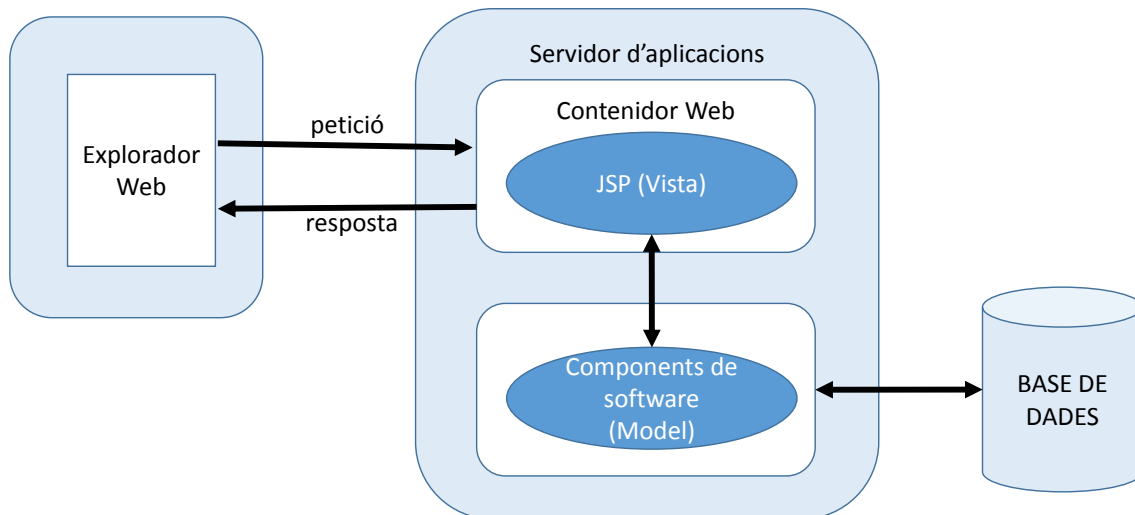 Servidor d’aplicacions
Contenidor Web
petició
Explorador
Web
JSP (Vista)
resposta
Components de
software
(Model)
BASE DE
DADES